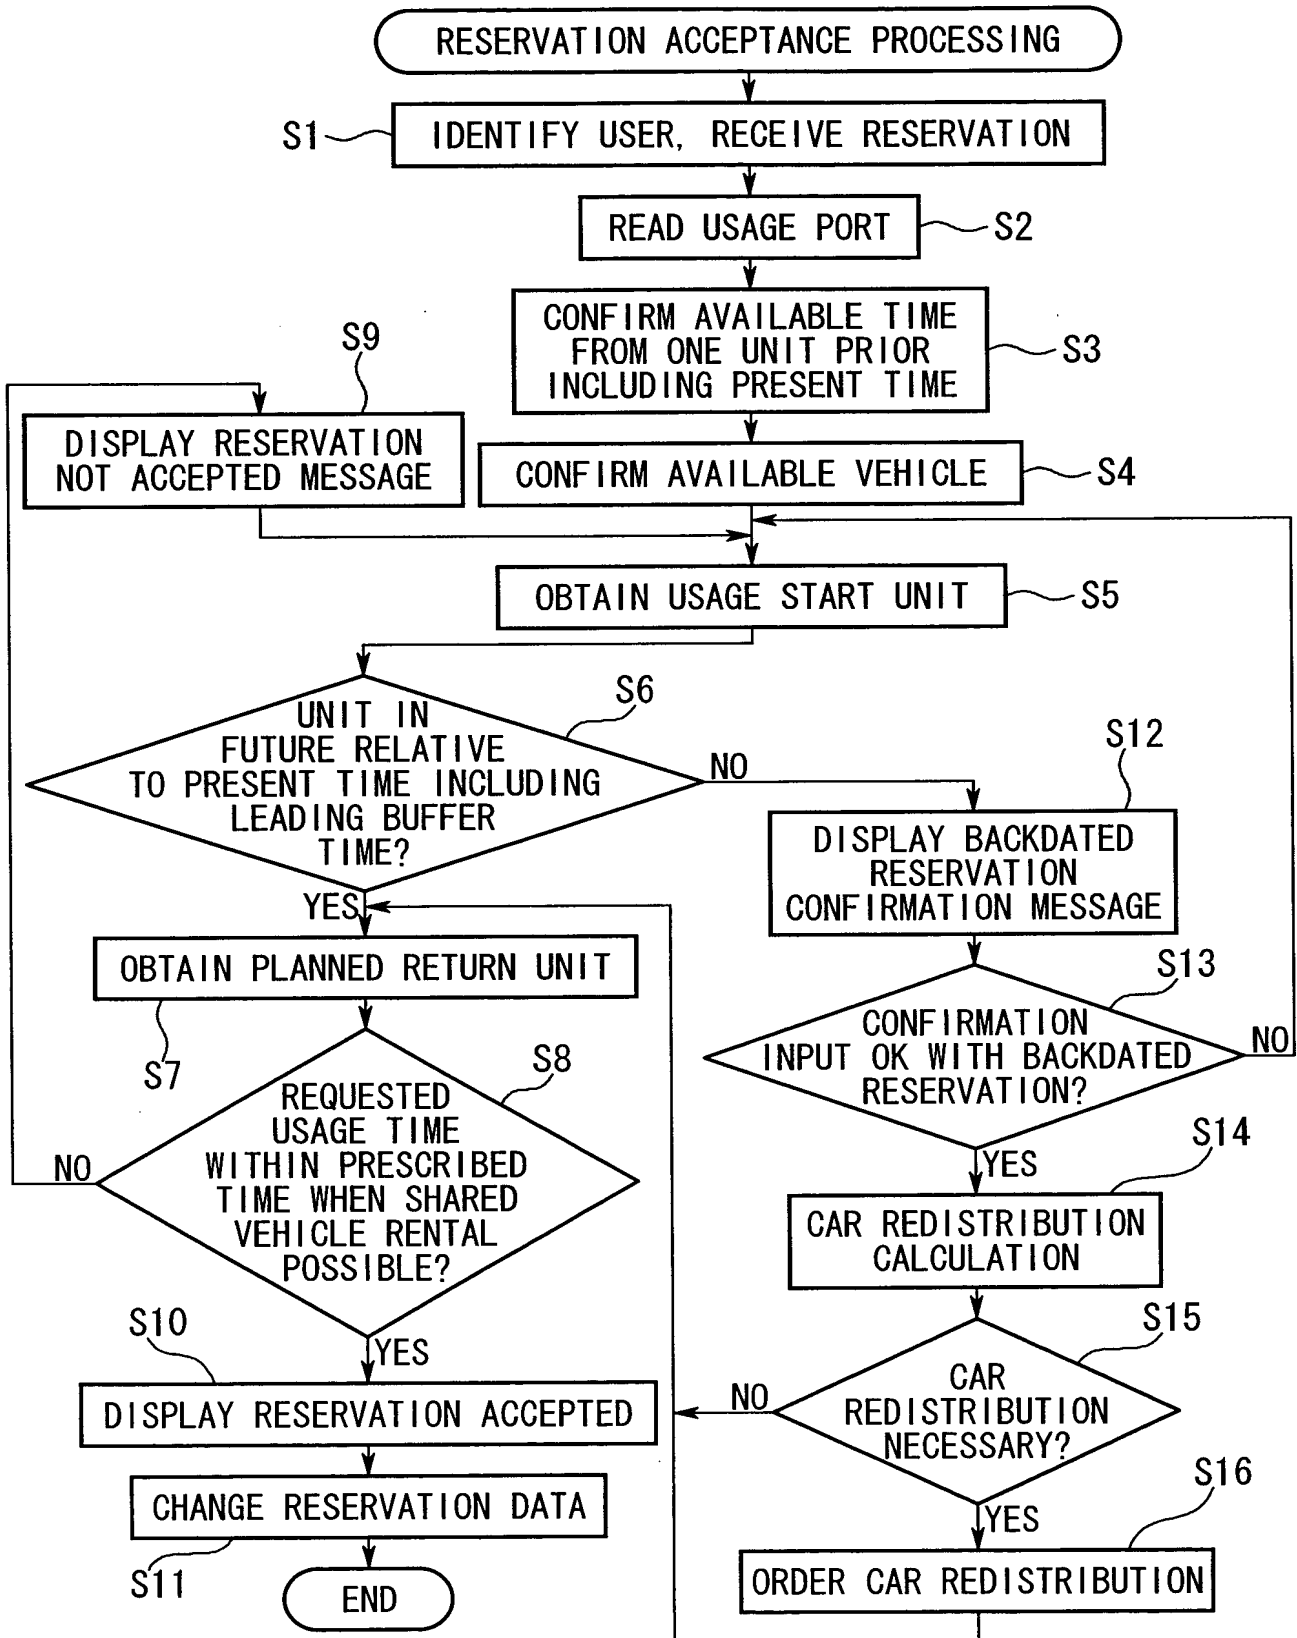 RESERVATION ACCEPTANCE PROCESSING
S1
IDENTIFY USER, RECEIVE RESERVATION
READ USAGE PORT
S2
CONFIRM AVAILABLE TIME
FROM ONE UNIT PRIOR
INCLUDING PRESENT TIME
S3
S9
DISPLAY RESERVATION
NOT ACCEPTED MESSAGE
CONFIRM AVAILABLE VEHICLE
S4
OBTAIN USAGE START UNIT
S5
S6
UNIT IN
FUTURE RELATIVE
TO PRESENT TIME INCLUDING
LEADING BUFFER
TIME?
NO
YES
S12
DISPLAY BACKDATED
RESERVATION
CONFIRMATION MESSAGE
OBTAIN PLANNED RETURN UNIT
S7
S13
CONFIRMATION
INPUT OK WITH BACKDATED
RESERVATION?
NO
YES
S8
REQUESTED
USAGE TIME
WITHIN PRESCRIBED
TIME WHEN SHARED
VEHICLE RENTAL
POSSIBLE?
NO
YES
S14
CAR REDISTRIBUTION
CALCULATION
S10
DISPLAY RESERVATION ACCEPTED
S15
CAR
REDISTRIBUTION
NECESSARY?
NO
YES
CHANGE RESERVATION DATA
S11
S16
ORDER CAR REDISTRIBUTION
END